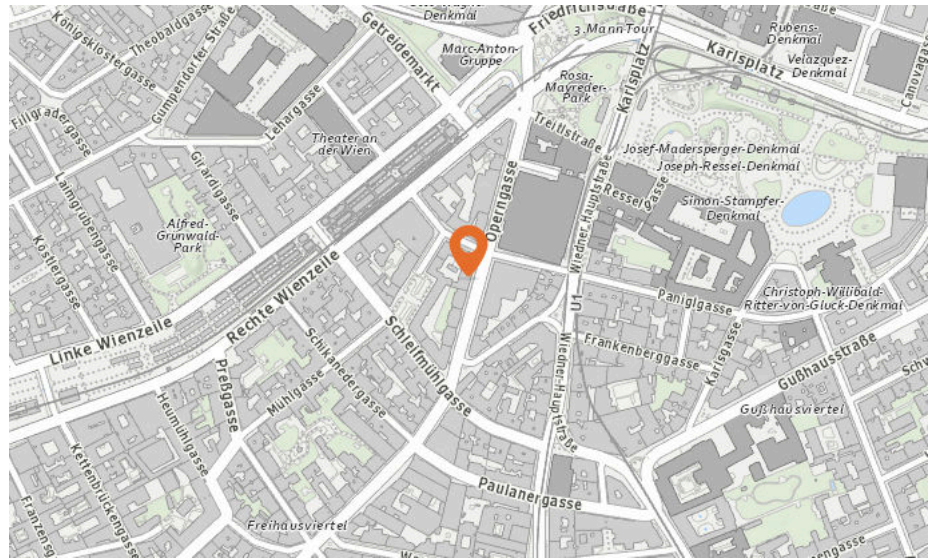 Denkmal
Friedrichstraße
3.Mann Tour
Rubens-
Denkmal
Karlsplatz
Velazquez-
Denkmal
Karlsplatz
Canovagasse
Königsklostergasse
Theobaldgasse
Gumpendorfer Straße
Getreidemarkt
Marc-Anton-
Gruppe
Rosa-
Mayreder-
Park
Karlsplatz
Filigradergasse
Lehargasse
Theater an
der Wien
Treitlstraße
Josef-Madersperger-Denkmal
Joseph-Ressel-Denkmal
Girardigasse
Laimgrubengasse
Operngasse
Wiedner Hauptstraße
Resselgasse
Simon-Stampfer-
Denkmal
Alfred-
Grünwald-
Park
Köstlergasse
Rechte Wienzeile
Linke Wienzeile
Paniglgasse
Christoph-Willibald-
Ritter-von-Gluck-Denkmal
U1
Schleifmühlgasse
Schikanedergasse
Mühlgasse
Preßgasse
Wiedner Hauptstraße
Frankenberggasse
Karlsgasse
Gußhausstraße
Heumühlgasse
Gußhausviertel
Kettenbrückengasse
Paulanergasse
Freihausviertel